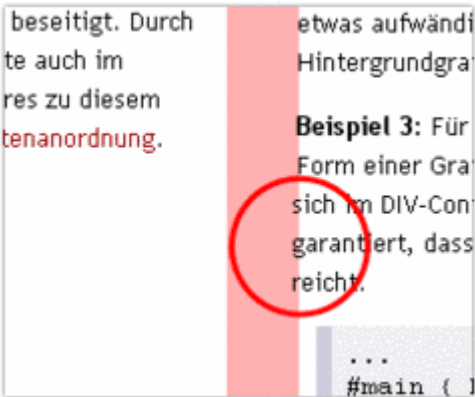 beseitigt. Durch
te auch im
res zu diesem
tenanordnung.
etwas aufwändi
Hintergrundgra
Beispiel 3: Für
Form einer Gra
sich im DIV-Con
garantiert, dass
reicht.
...
#main {